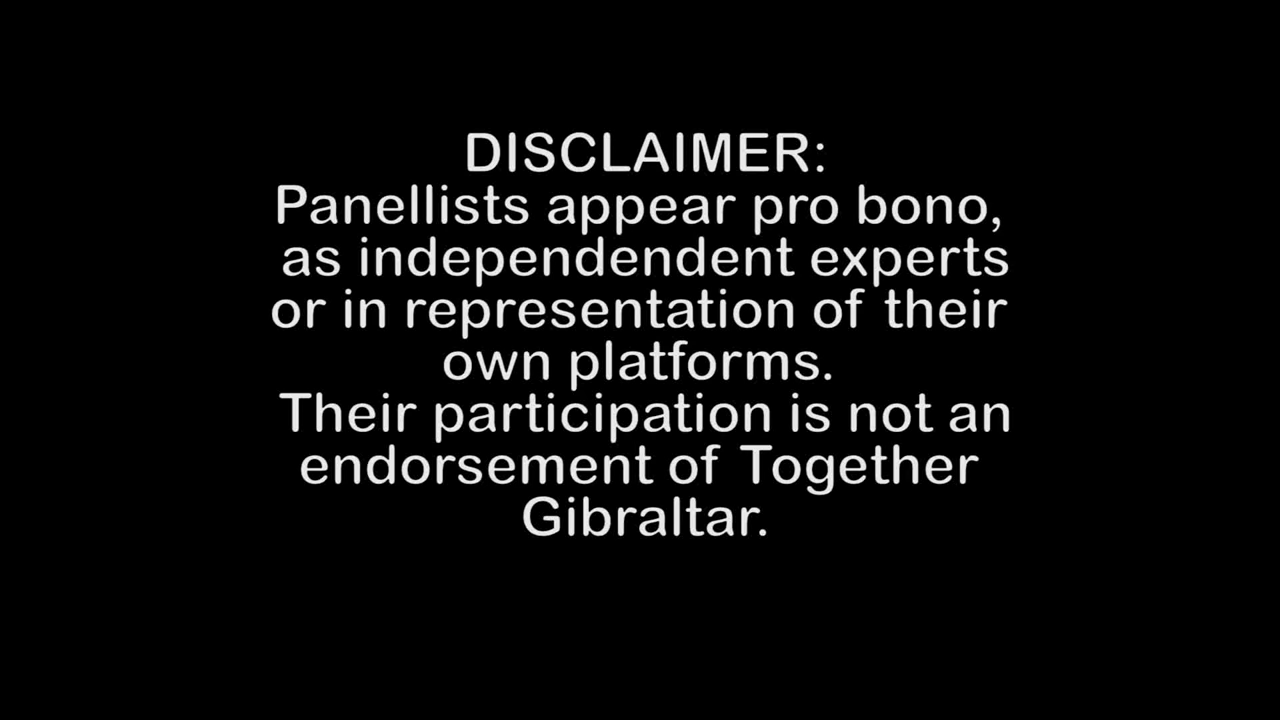 DISCLAIMER:
Panellists appear pro bono,
as independendent experts
or in representation of their
own platforms.
Their participation is not an
endorsement of Together
Gibraltar.